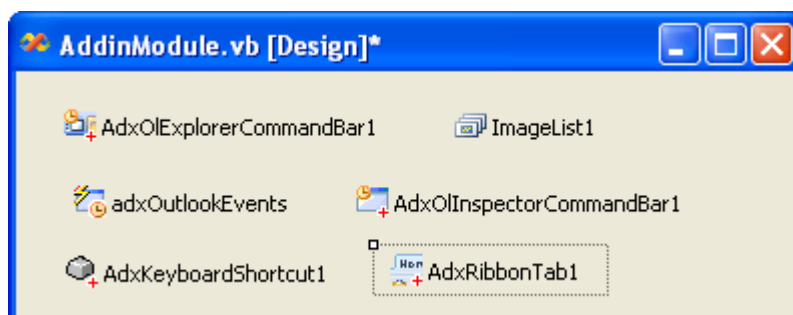 AddinModule.vb [Design]*
AdxOlExplorerCommandBar1 ImageList1
adxOutlookEvents AdxOlInspectorCommandBar1
AdxKeyboardShortcut1 AdxRibbonTab1